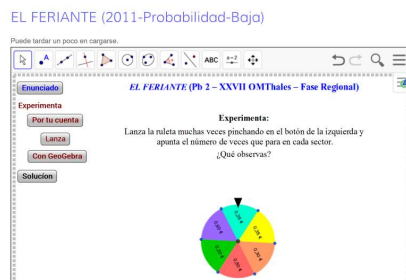 EL FERIANTE (2011-Probabilidad-Baja)
Puede tardar un poco en cargarse.
ABC
a=2
Enunciado
EL FERIANTE (Pb 2 – XXVII OMThales – Fase Regional)
Experimenta
Experimenta:
Por tu cuenta
Lanza la ruleta muchas veces pinchando en el botón de la izquierda y
apunta el número de veces que para en cada sector.
Lanza
¿Qué observas?
Con GeoGebra
Solucíon